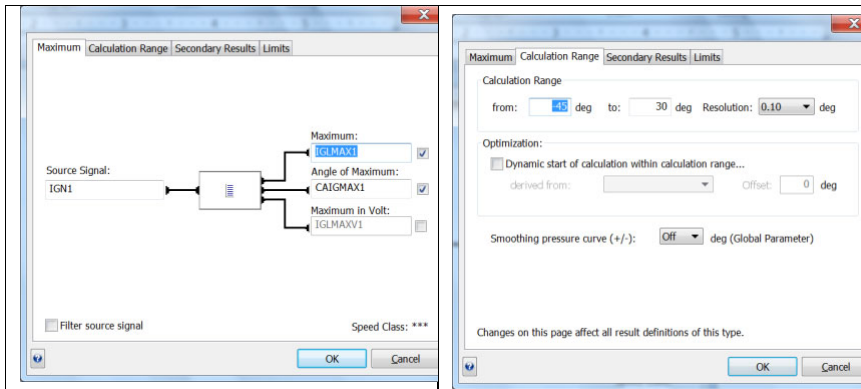 Maximum Calculation Range Secondary Results Limits
Maximum:
IGLMAX1
Source Signal:
Angle of Maximum:
IGN1
CAIGMAX1
Maximum in Volt:
IGLMAXV1
Filter source signal
Speed Class: ***
OK Cancel
Maximum Calculation Range Secondary Results Limits
Calculation Range
from: -45 deg to: 30 deg Resolution: 0.10 deg
Optimization:
Dynamic start of calculation within calculation range...
derived from: Offset: 0 deg
Smoothing pressure curve (+/-): Off deg (Global Parameter)
Changes on this page affect all result definitions of this type.
OK Cancel